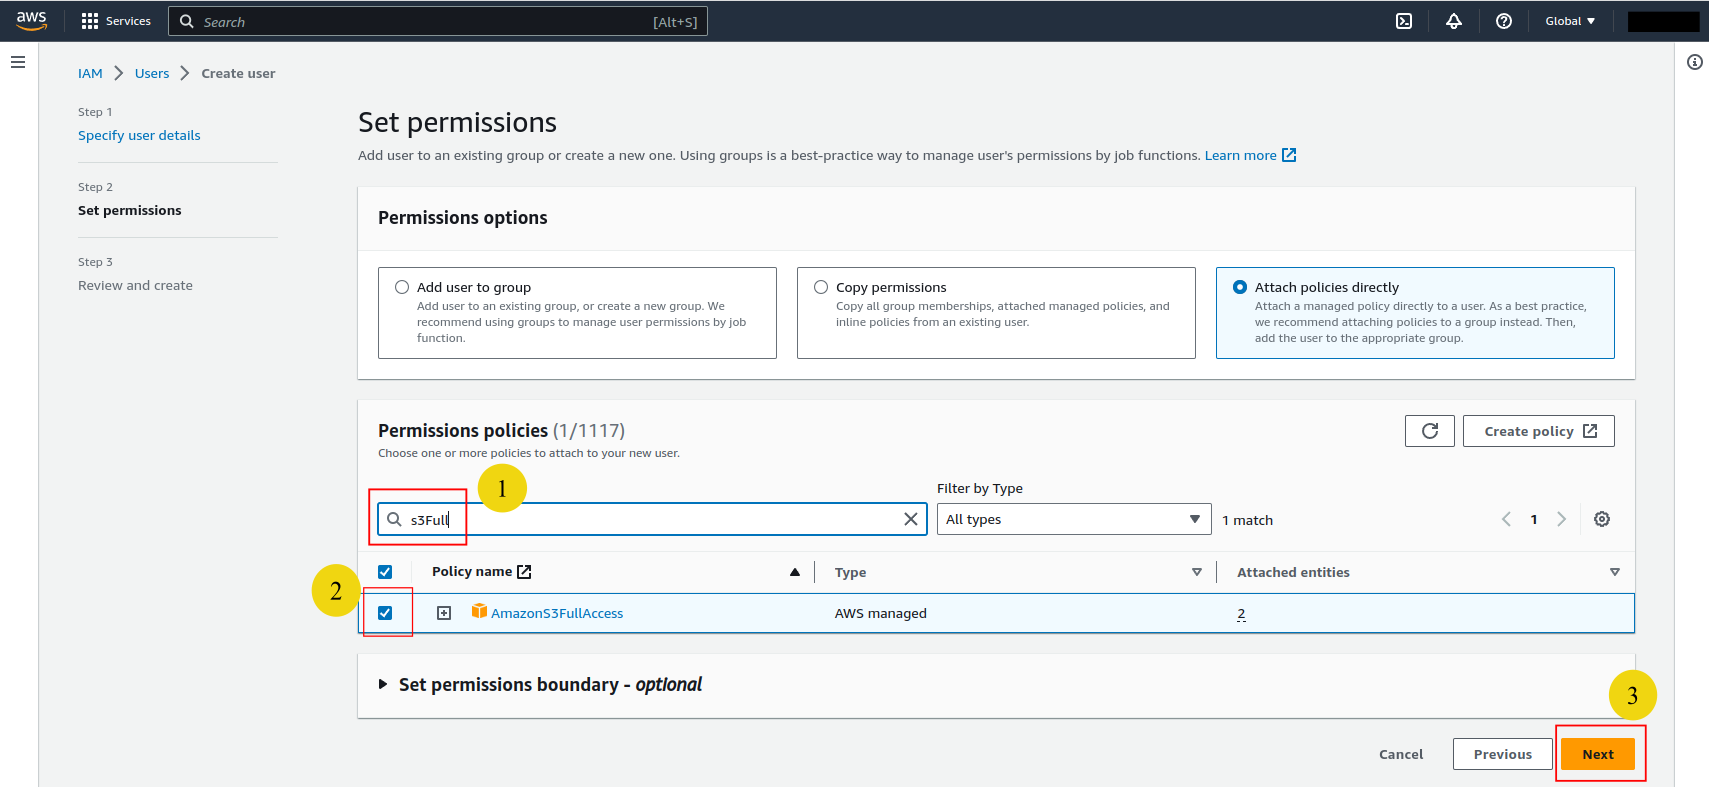 aws Services Search [Alt+S] Global
IAM Users Create user
Step 1
Specify user details
Step 2
Set permissions
Step 3
Review and create
Set permissions
Add user to an existing group or create a new one. Using groups is a best-practice way to manage user's permissions by job functions. Learn more
Permissions options
Add user to group
Add user to an existing group, or create a new group. We
recommend using groups to manage user permissions by job
function.
Copy permissions
Copy all group memberships, attached managed policies, and
inline policies from an existing user.
Attach policies directly
Attach a managed policy directly to a user. As a best practice,
we recommend attaching policies to a group instead. Then,
add the user to the appropriate group.
Permissions policies (1/1117)
Choose one or more policies to attach to your new user.
Create policy
1
Filter by Type
s3Full
All types
1 match
1
2
Policy name Type Attached entities
AmazonS3FullAccess AWS managed 2
Set permissions boundary - optional
3
Cancel Previous Next